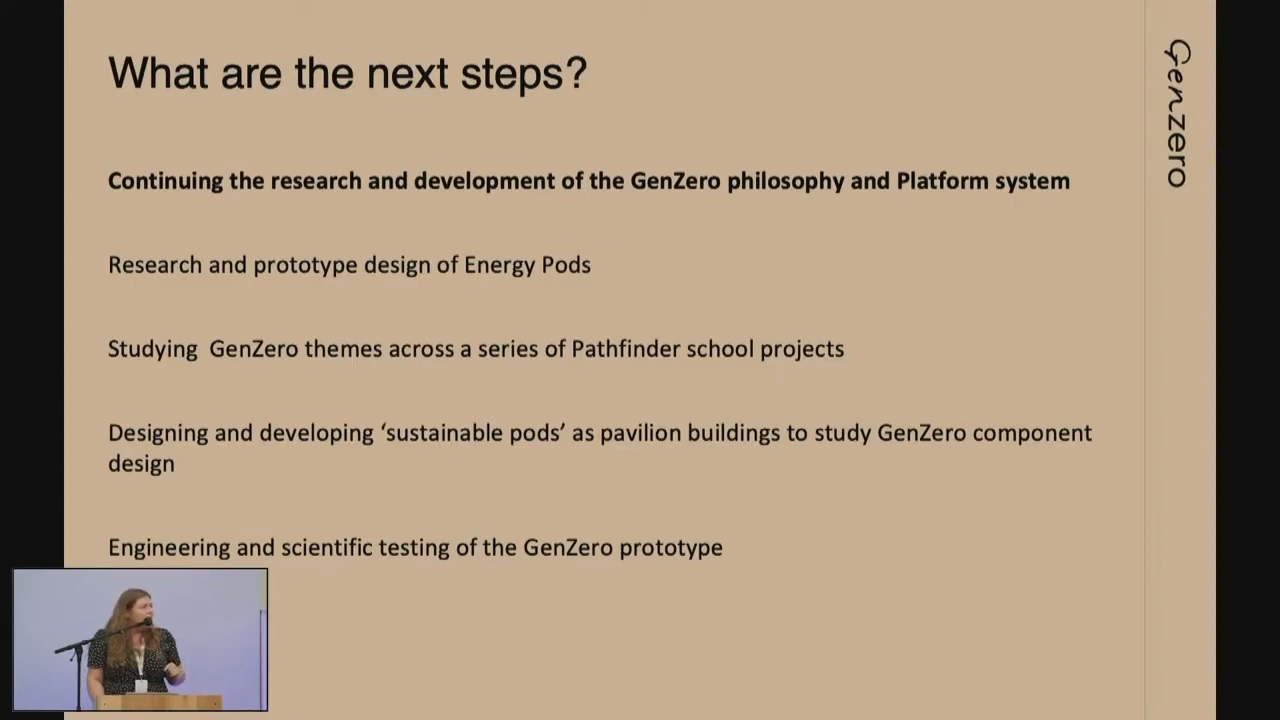 What are the next steps?
Genzero
Continuing the research and development of the GenZero philosophy and Platform system
Research and prototype design of Energy Pods
Studying  GenZero themes across a series of Pathfinder school projects
Designing and developing ‘sustainable pods’ as pavilion buildings to study GenZero component
design
Engineering and scientific testing of the GenZero prototype